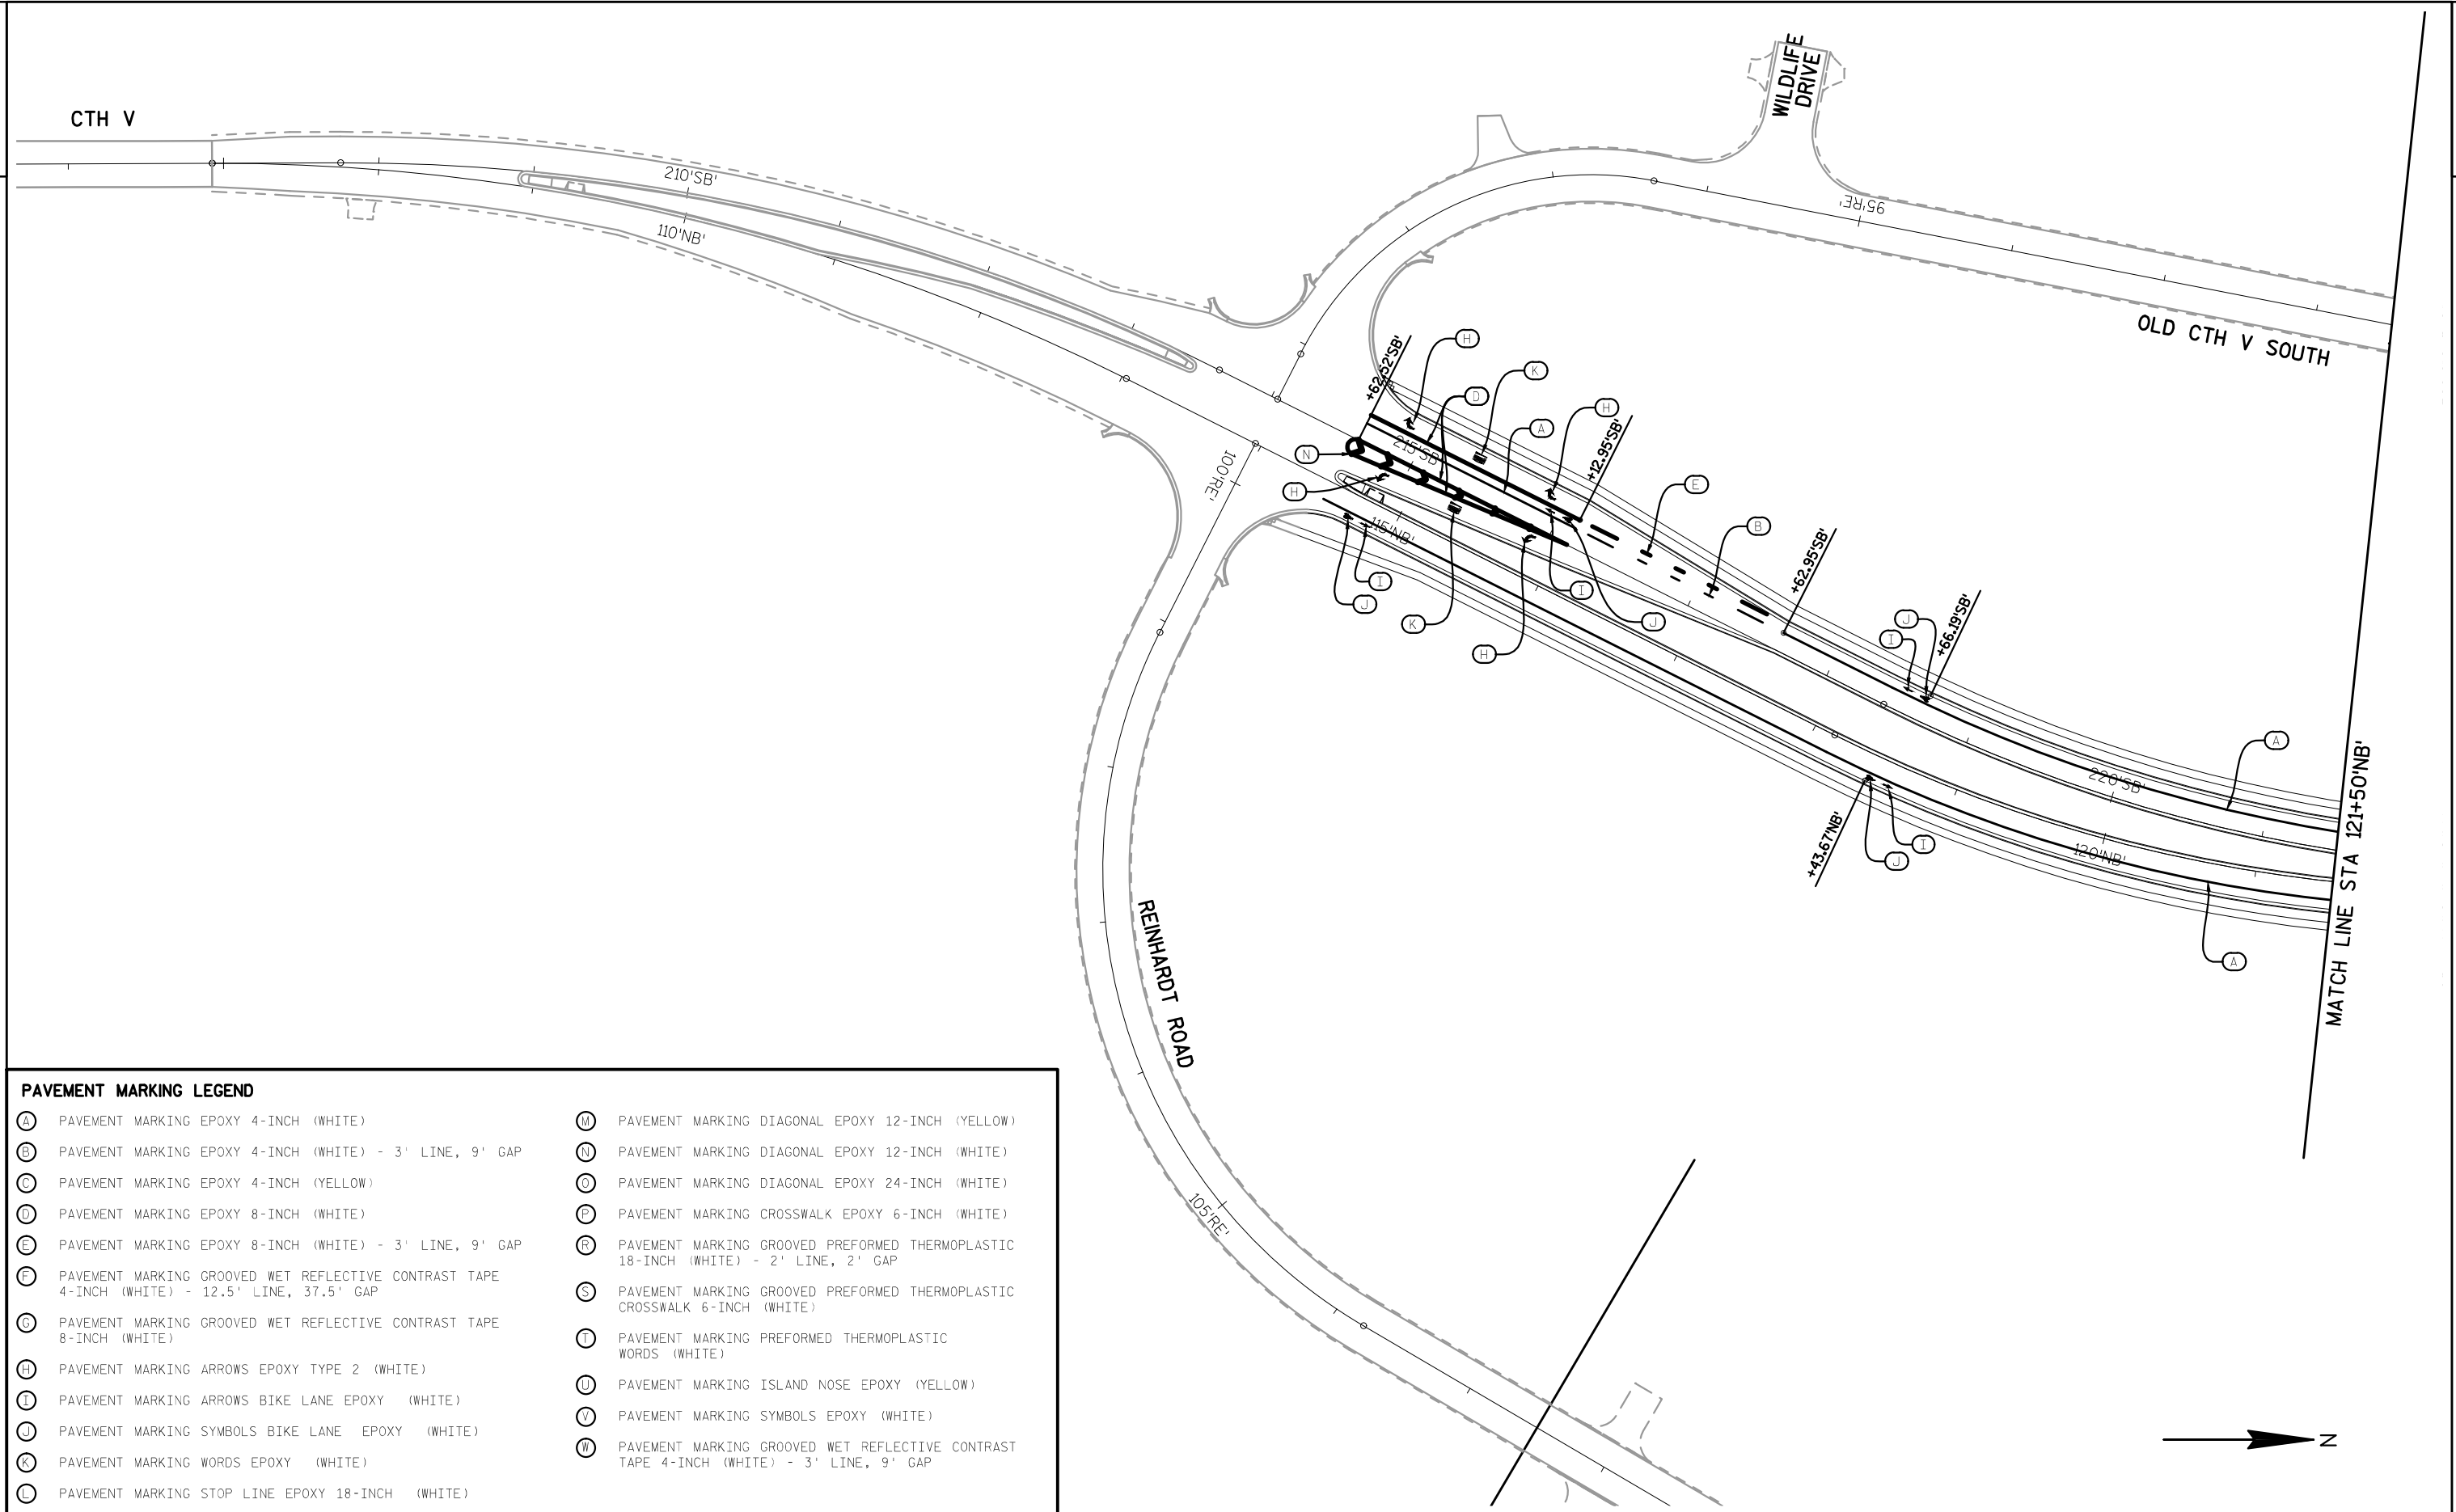 CTH V
WILDLIFE
DRIVE
210'SB'
110'NB'
95'RE'
OLD CTH V SOUTH
+62.52'SB'
H
K
D
H
A
+12.95'SB'
215'SB'
N
E
H
100'RE'
115'NB'
B
+62.95'SB'
I
I
J
K
J
H
J
I
+66.19'SB'
A
220'SB'
MATCH LINE STA 121+50'NB'
+43.67'NB'
120'NB'
I
J
A
REINHARDT ROAD
105'RE'
N
PAVEMENT MARKING LEGEND
A PAVEMENT MARKING EPOXY 4-INCH (WHITE)
B PAVEMENT MARKING EPOXY 4-INCH (WHITE) - 3' LINE, 9' GAP
C PAVEMENT MARKING EPOXY 4-INCH (YELLOW)
D PAVEMENT MARKING EPOXY 8-INCH (WHITE)
E PAVEMENT MARKING EPOXY 8-INCH (WHITE) - 3' LINE, 9' GAP
F PAVEMENT MARKING GROOVED WET REFLECTIVE CONTRAST TAPE
4-INCH (WHITE) - 12.5' LINE, 37.5' GAP
G PAVEMENT MARKING GROOVED WET REFLECTIVE CONTRAST TAPE
8-INCH (WHITE)
H PAVEMENT MARKING ARROWS EPOXY TYPE 2 (WHITE)
I PAVEMENT MARKING ARROWS BIKE LANE EPOXY (WHITE)
J PAVEMENT MARKING SYMBOLS BIKE LANE EPOXY (WHITE)
K PAVEMENT MARKING WORDS EPOXY (WHITE)
L PAVEMENT MARKING STOP LINE EPOXY 18-INCH (WHITE)
M PAVEMENT MARKING DIAGONAL EPOXY 12-INCH (YELLOW)
N PAVEMENT MARKING DIAGONAL EPOXY 12-INCH (WHITE)
O PAVEMENT MARKING DIAGONAL EPOXY 24-INCH (WHITE)
P PAVEMENT MARKING CROSSWALK EPOXY 6-INCH (WHITE)
R PAVEMENT MARKING GROOVED PREFORMED THERMOPLASTIC
18-INCH (WHITE) - 2' LINE, 2' GAP
S PAVEMENT MARKING GROOVED PREFORMED THERMOPLASTIC
CROSSWALK 6-INCH (WHITE)
T PAVEMENT MARKING PREFORMED THERMOPLASTIC
WORDS (WHITE)
U PAVEMENT MARKING ISLAND NOSE EPOXY (YELLOW)
V PAVEMENT MARKING SYMBOLS EPOXY (WHITE)
W PAVEMENT MARKING GROOVED WET REFLECTIVE CONTRAST
TAPE 4-INCH (WHITE) - 3' LINE, 9' GAP